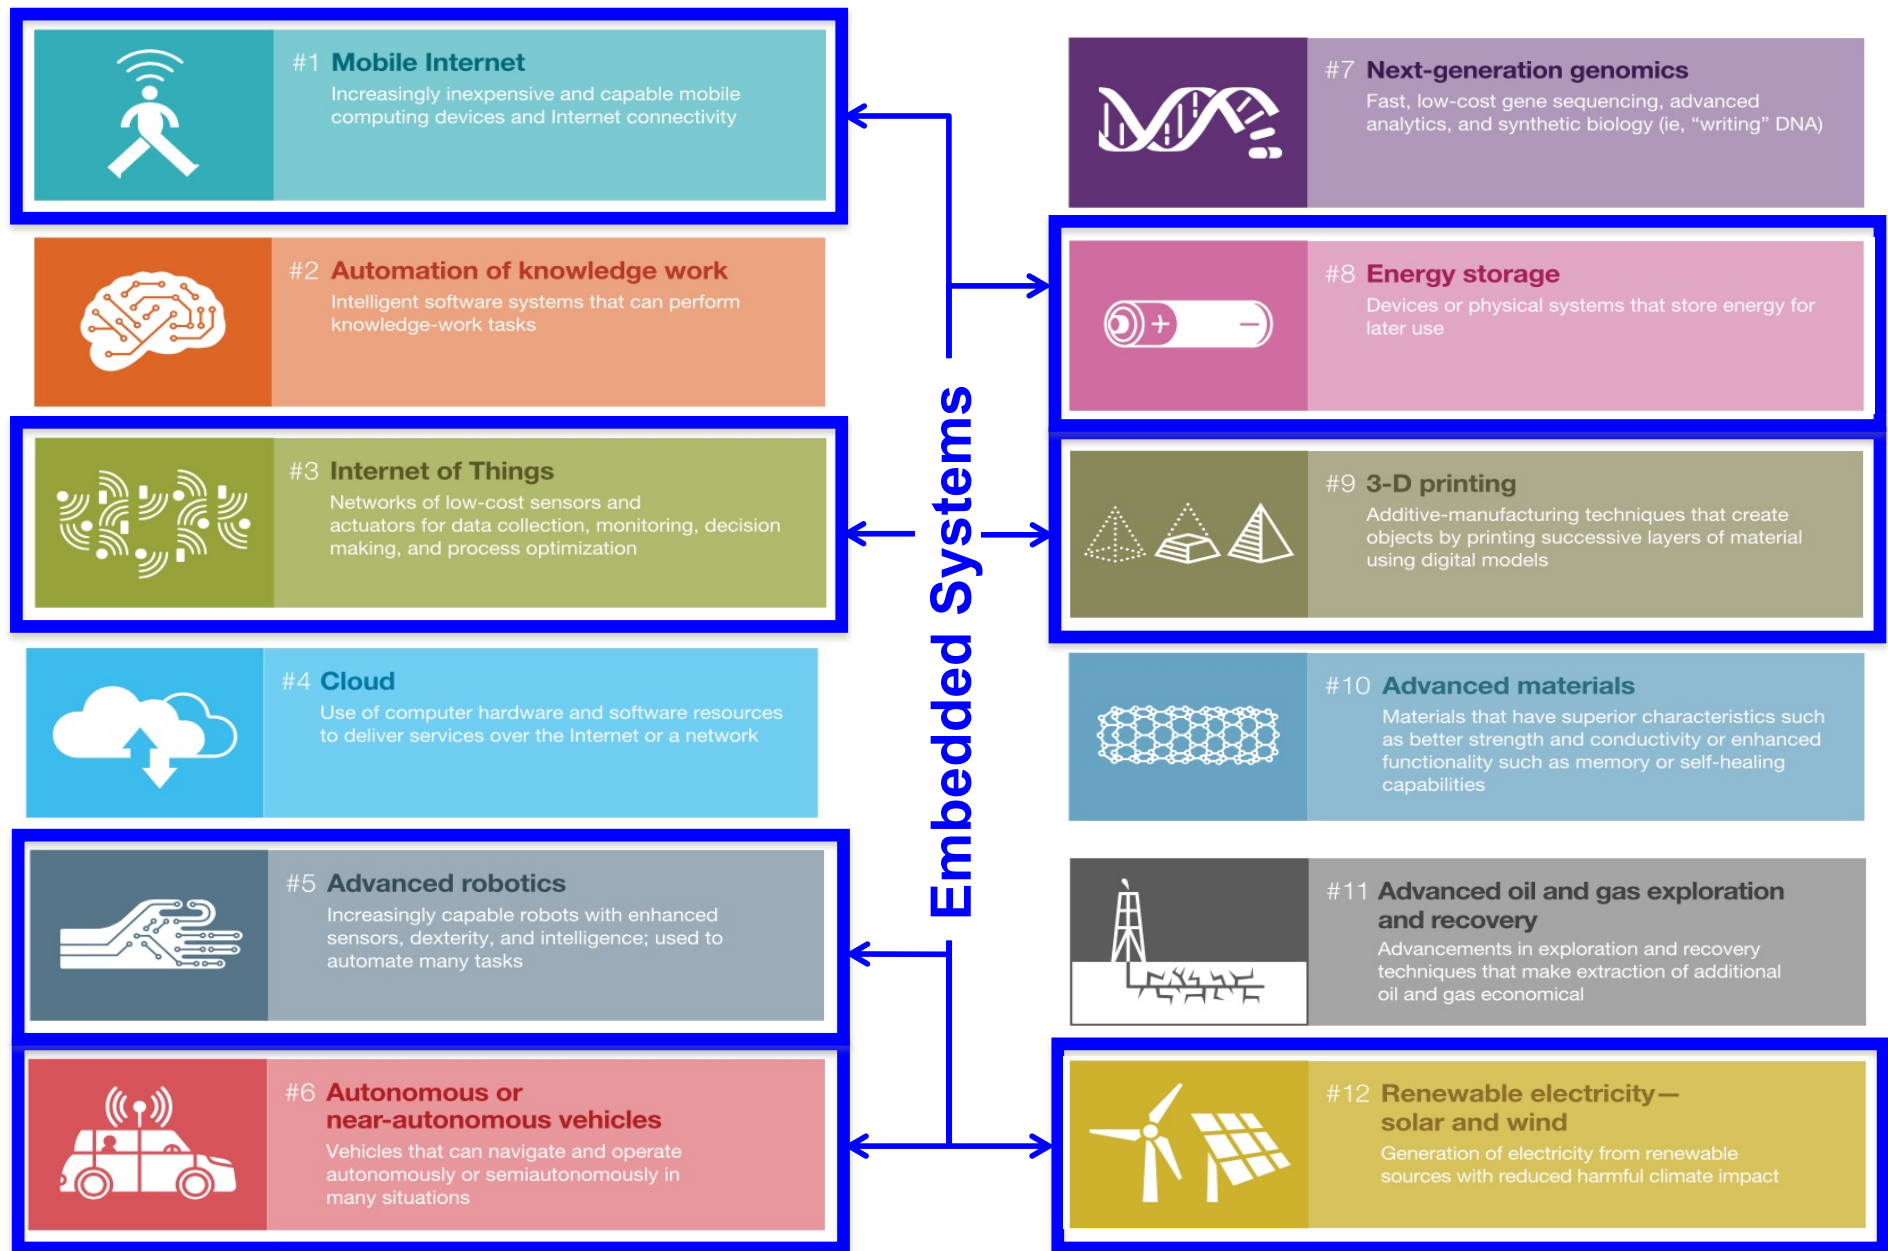 #1 Mobile Internet
Increasingly inexpensive and capable mobile
computing devices and Internet connectivity
#2 Automation of knowledge work
Intelligent software systems that can perform
knowledge-work tasks
#3 Internet of Things
Networks of low-cost sensors and
actuators for data collection, monitoring, decision
making, and process optimization
#4 Cloud
Use of computer hardware and software resources
to deliver services over the Internet or a network
#5 Advanced robotics
Increasingly capable robots with enhanced
sensors, dexterity, and intelligence; used to
automate many tasks
#6 Autonomous or
near-autonomous vehicles
Vehicles that can navigate and operate
autonomously or semiautonomously in
many situations
Embedded Systems
#7 Next-generation genomics
Fast, low-cost gene sequencing, advanced
analytics, and synthetic biology (ie, “writing” DNA)
#8 Energy storage
Devices or physical systems that store energy for
later use
#9 3-D printing
Additive-manufacturing techniques that create
objects by printing successive layers of material
using digital models
#10 Advanced materials
Materials that have superior characteristics such
as better strength and conductivity or enhanced
functionality such as memory or self-healing
capabilities
#11 Advanced oil and gas exploration
and recovery
Advancements in exploration and recovery
techniques that make extraction of additional
oil and gas economical
#12 Renewable electricity—
solar and wind
Generation of electricity from renewable
sources with reduced harmful climate impact